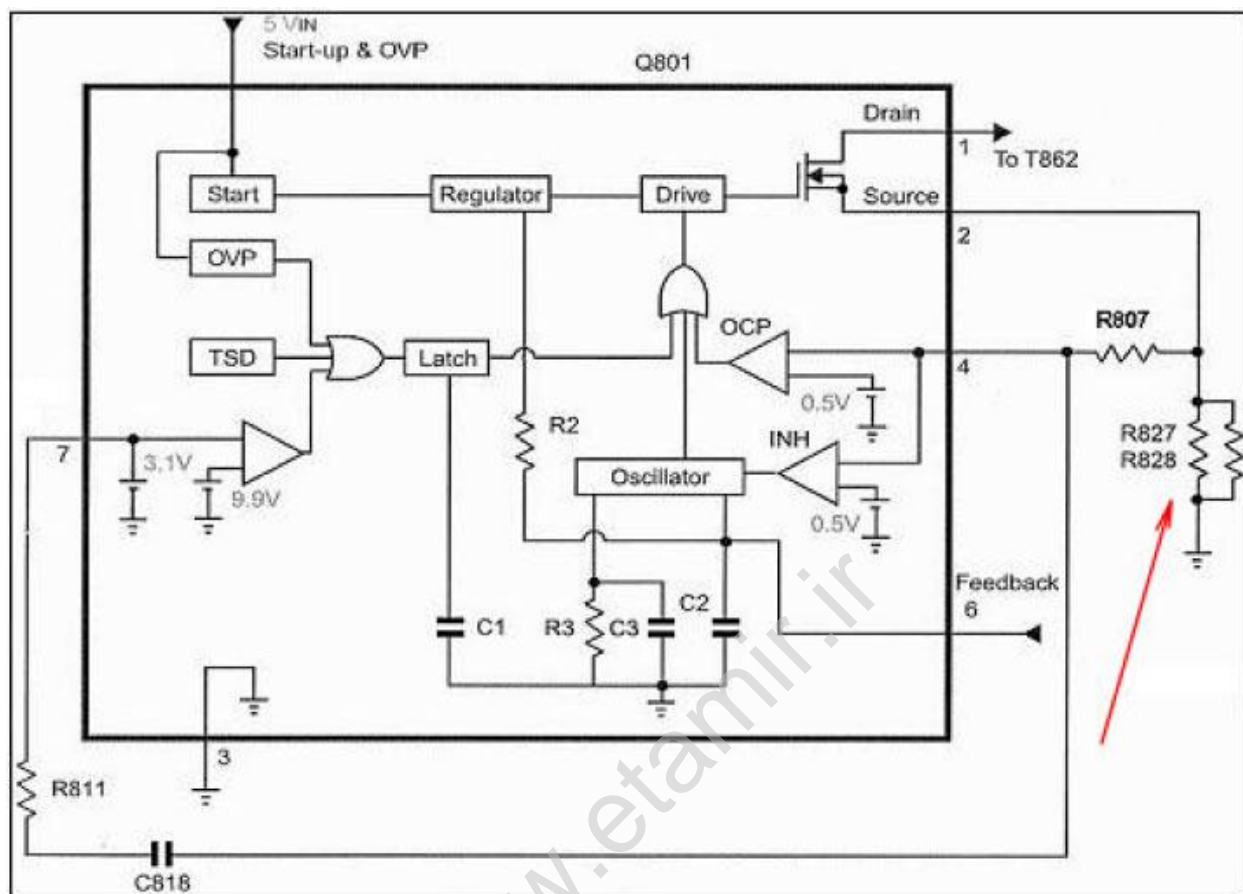 5 VIN
Start-up & OVP
Q801
Drain
1
To T862
Start
Regulator
Drive
Source
2
OVP
TSD
Latch
OCP
R807
4
0.5V
R2
INH
R827
R828
7
3.1V
9.9V
Oscillator
0.5V
Feedback
6
C1
R3
C3
C2
3
R811
C818
w.etamir.ir